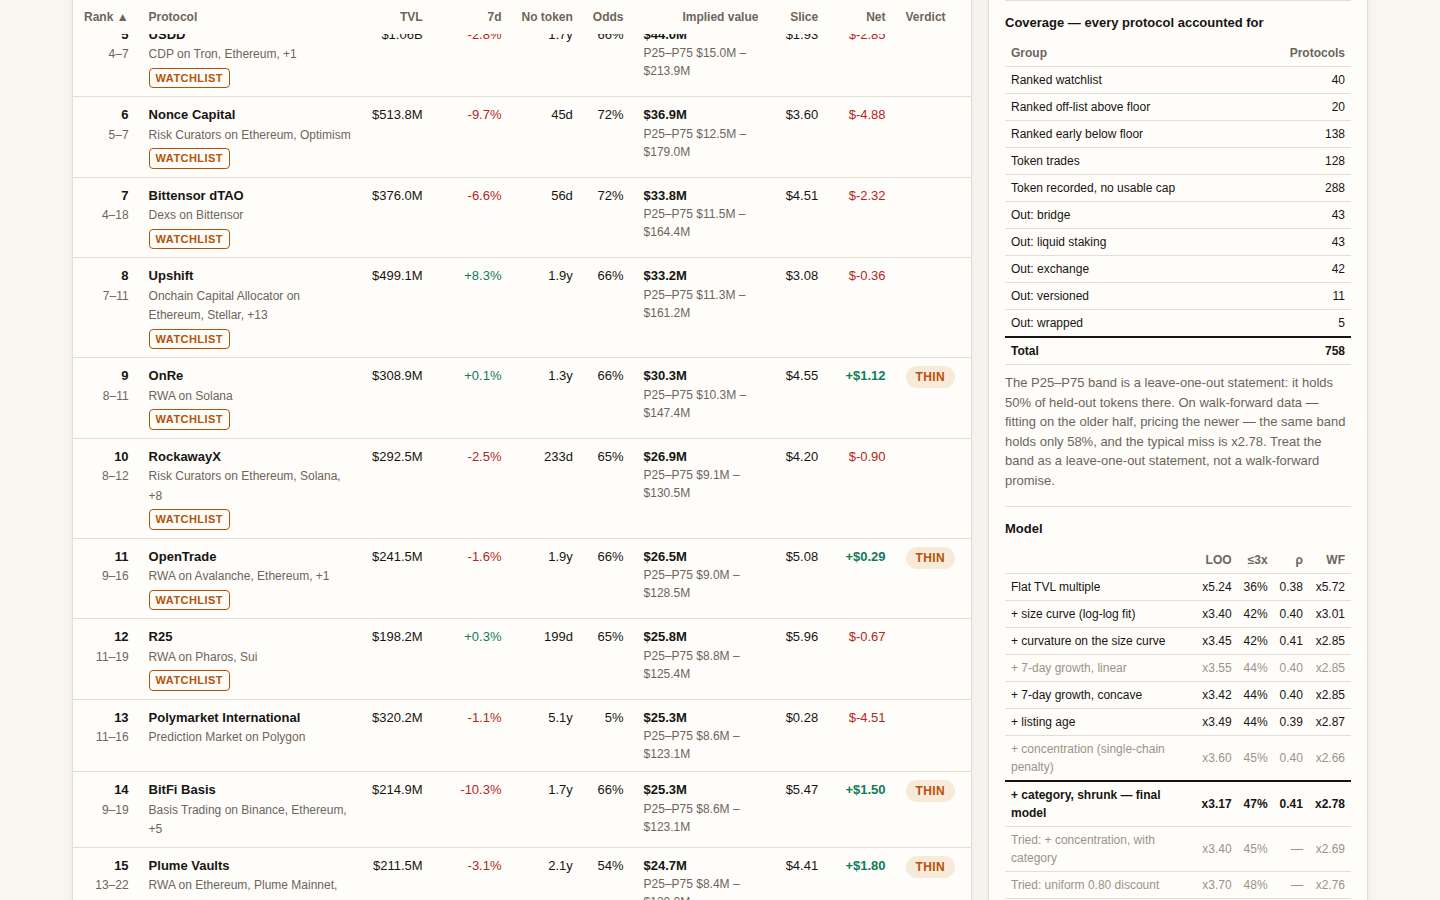 Rank ▲ Protocol TVL 7d No token Odds Implied value Slice Net Verdict
5 USDD $1.06B -2.8% 1.7y 66% $44.0M $1.93 $-2.85
4–7 CDP on Tron, Ethereum, +1 P25–P75 $15.0M –
$213.9M
WATCHLIST
6 Nonce Capital $513.8M -9.7% 45d 72% $36.9M $3.60 $-4.88
5–7 Risk Curators on Ethereum, Optimism P25–P75 $12.5M –
$179.0M
WATCHLIST
7 Bittensor dTAO $376.0M -6.6% 56d 72% $33.8M $4.51 $-2.32
4–18 Dexs on Bittensor P25–P75 $11.5M –
$164.4M
WATCHLIST
8 Upshift $499.1M +8.3% 1.9y 66% $33.2M $3.08 $-0.36
7–11 Onchain Capital Allocator on P25–P75 $11.3M –
Ethereum, Stellar, +13 $161.2M
WATCHLIST
9 OnRe $308.9M +0.1% 1.3y 66% $30.3M $4.55 +$1.12 THIN
8–11 RWA on Solana P25–P75 $10.3M –
$147.4M
WATCHLIST
10 RockawayX $292.5M -2.5% 233d 65% $26.9M $4.20 $-0.90
8–12 Risk Curators on Ethereum, Solana, P25–P75 $9.1M –
+8 $130.5M
WATCHLIST
11 OpenTrade $241.5M -1.6% 1.9y 66% $26.5M $5.08 +$0.29 THIN
9–16 RWA on Avalanche, Ethereum, +1 P25–P75 $9.0M –
$128.5M
WATCHLIST
12 R25 $198.2M +0.3% 199d 65% $25.8M $5.96 $-0.67
11–19 RWA on Pharos, Sui P25–P75 $8.8M –
$125.4M
WATCHLIST
13 Polymarket International $320.2M -1.1% 5.1y 5% $25.3M $0.28 $-4.51
11–16 Prediction Market on Polygon P25–P75 $8.6M –
$123.1M
14 BitFi Basis $214.9M -10.3% 1.7y 66% $25.3M $5.47 +$1.50 THIN
9–19 Basis Trading on Binance, Ethereum, P25–P75 $8.6M –
+5 $123.1M
15 Plume Vaults $211.5M -3.1% 2.1y 54% $24.7M $4.41 +$1.80 THIN
13–22 RWA on Ethereum, Plume Mainnet, P25–P75 $8.4M –
Coverage — every protocol accounted for
Group Protocols
Ranked watchlist 40
Ranked off-list above floor 20
Ranked early below floor 138
Token trades 128
Token recorded, no usable cap 288
Out: bridge 43
Out: liquid staking 43
Out: exchange 42
Out: versioned 11
Out: wrapped 5
Total 758
The P25–P75 band is a leave-one-out statement: it holds
50% of held-out tokens there. On walk-forward data —
fitting on the older half, pricing the newer — the same band
holds only 58%, and the typical miss is x2.78. Treat the
band as a leave-one-out statement, not a walk-forward
promise.
Model
LOO ≤3x ρ WF
Flat TVL multiple x5.24 36% 0.38 x5.72
+ size curve (log-log fit) x3.40 42% 0.40 x3.01
+ curvature on the size curve x3.45 42% 0.41 x2.85
+ 7-day growth, linear x3.55 44% 0.40 x2.85
+ 7-day growth, concave x3.42 44% 0.40 x2.85
+ listing age x3.49 44% 0.39 x2.87
+ concentration (single-chain
penalty) x3.60 45% 0.40 x2.66
+ category, shrunk — final
model x3.17 47% 0.41 x2.78
Tried: + concentration, with
category x3.40 45% — x2.69
Tried: uniform 0.80 discount x3.70 48% — x2.76